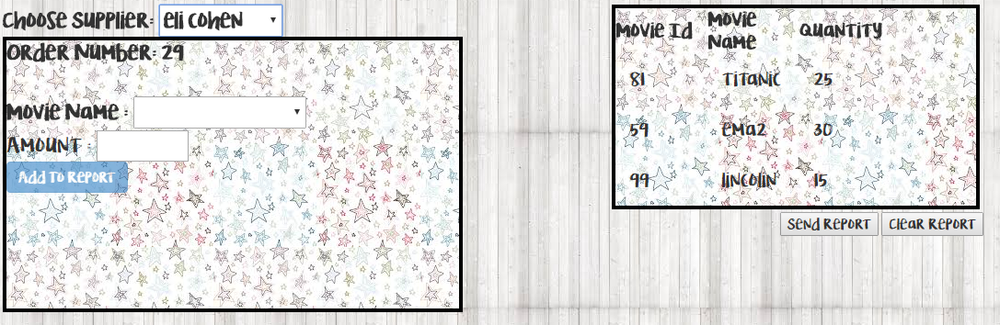 Choose Supplier: Eli Cohen
Order Number: 29
Movie Name :
Amount :
Add To Report
Movie Id Movie Name Quantity
81 Titanic 25
59 Ema2 30
99 lincolin 15
Send Report Clear Report